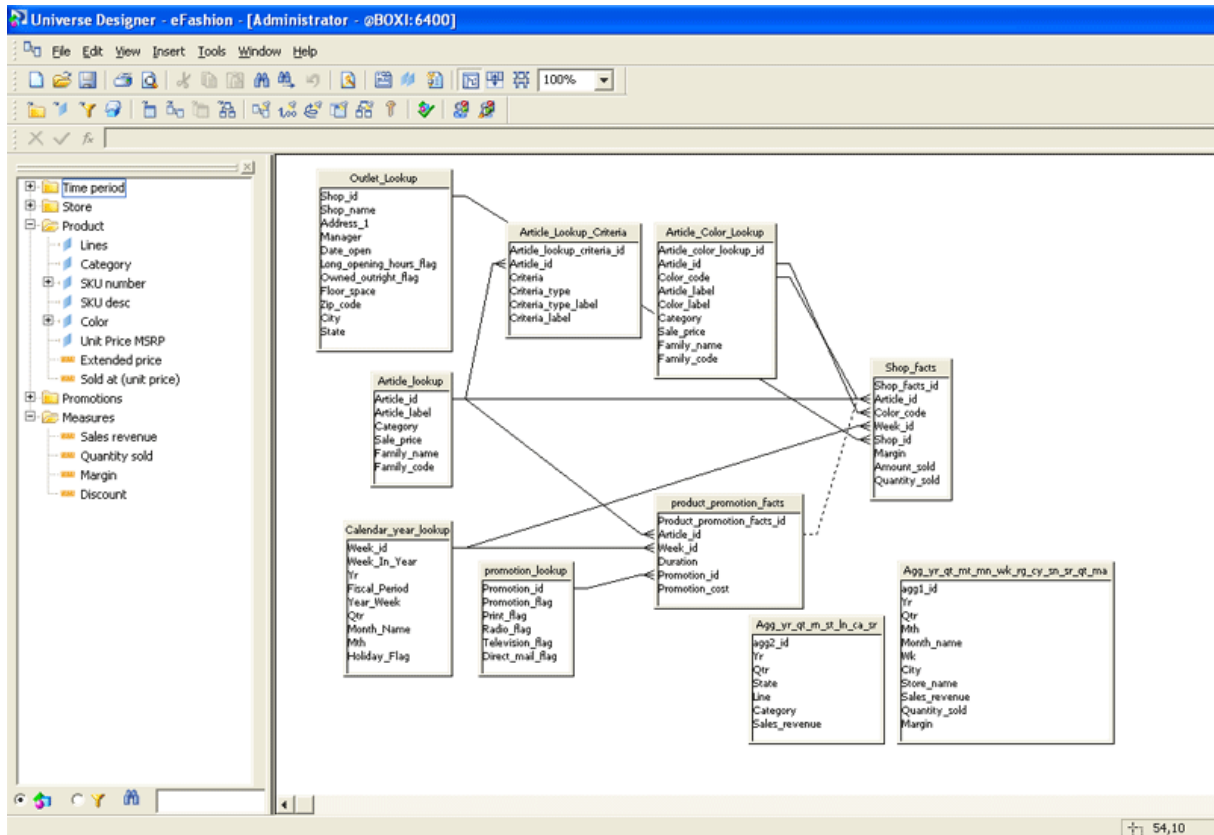 Universe Designer - eFashion - [Administrator - @BOXI:6400]
File Edit View Insert Tools Window Help
100%
Time period
Store
Product
Lines
Category
SKU number
SKU desc
Color
Unit Price MSRP
Extended price
Sold at (unit price)
Promotions
Measures
Sales revenue
Quantity sold
Margin
Discount
Outlet_Lookup
Shop_id
Shop_name
Address_1
Manager
Date_open
Long_opening_hours_flag
Owned_outright_flag
Floor_space
Zip_code
City
State
Article_Lookup_Criteria
Article_lookup_criteria_id
Article_id
Criteria
Criteria_type
Criteria_type_label
Criteria_label
Article_Color_Lookup
Article_color_lookup_id
Article_id
Color_code
Article_label
Color_label
Category
Sale_price
Family_name
Family_code
Shop_facts
Shop_facts_id
Article_id
Color_code
Week_id
Shop_id
Margin
Amount_sold
Quantity_sold
Article_lookup
Article_id
Article_label
Category
Sale_price
Family_name
Family_code
product_promotion_facts
Product_promotion_facts_id
Article_id
Week_id
Duration
Promotion_id
Promotion_cost
Calendar_year_lookup
Week_id
Week_In_Year
Yr
Fiscal_Period
Year_Week
Qtr
Month_Name
Mth
Holiday_Flag
promotion_lookup
Promotion_id
Promotion_flag
Print_flag
Radio_flag
Television_flag
Direct_mail_flag
Agg_yr_qt_rn_st_ln_ca_sr
agg2_id
Yr
Qtr
State
Line
Category
Sales_revenue
Agg_yr_qt_mt_mn_wk_rg_cy_sn_sr_qt_ma
agg1_id
Yr
Qtr
Mth
Month_name
Wk
City
Store_name
Sales_revenue
Quantity_sold
Margin
54,10